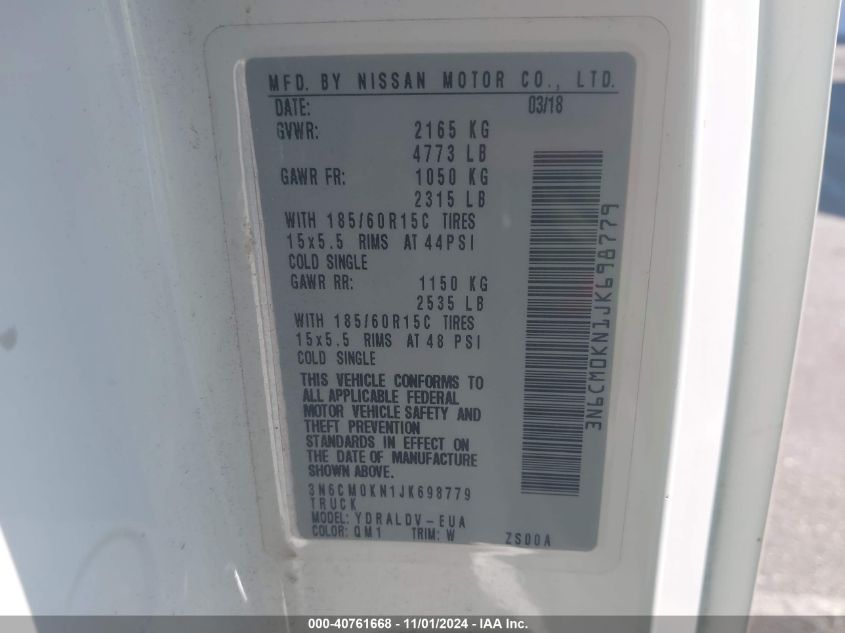 MFD. BY NISSAN MOTOR CO., LTD.
DATE: 03/18
GVWR: 2165 KG
4773 LB
GAWR FR: 1050 KG
2315 LB
WITH 185/60R15C TIRES
15x5.5 RIMS AT 44PSI
COLD SINGLE
GAWR RR: 1150 KG
2535 LB
WITH 185/60R15C TIRES
15x5.5 RIMS AT 48 PSI
COLD SINGLE
THIS VEHICLE CONFORMS TO
ALL APPLICABLE FEDERAL
MOTOR VEHICLE SAFETY AND
THEFT PREVENTION
STANDARDS IN EFFECT ON
THE DATE OF MANUFACTURE
SHOWN ABOVE.
3N6CM0KN1JK698779
TRUCK
MODEL: YDRALDV-EUA
COLOR: QM1 TRIM: W ZS00A
3N6CM0KN1JK698779
000-40761668 - 11/01/2024 - IAA Inc.